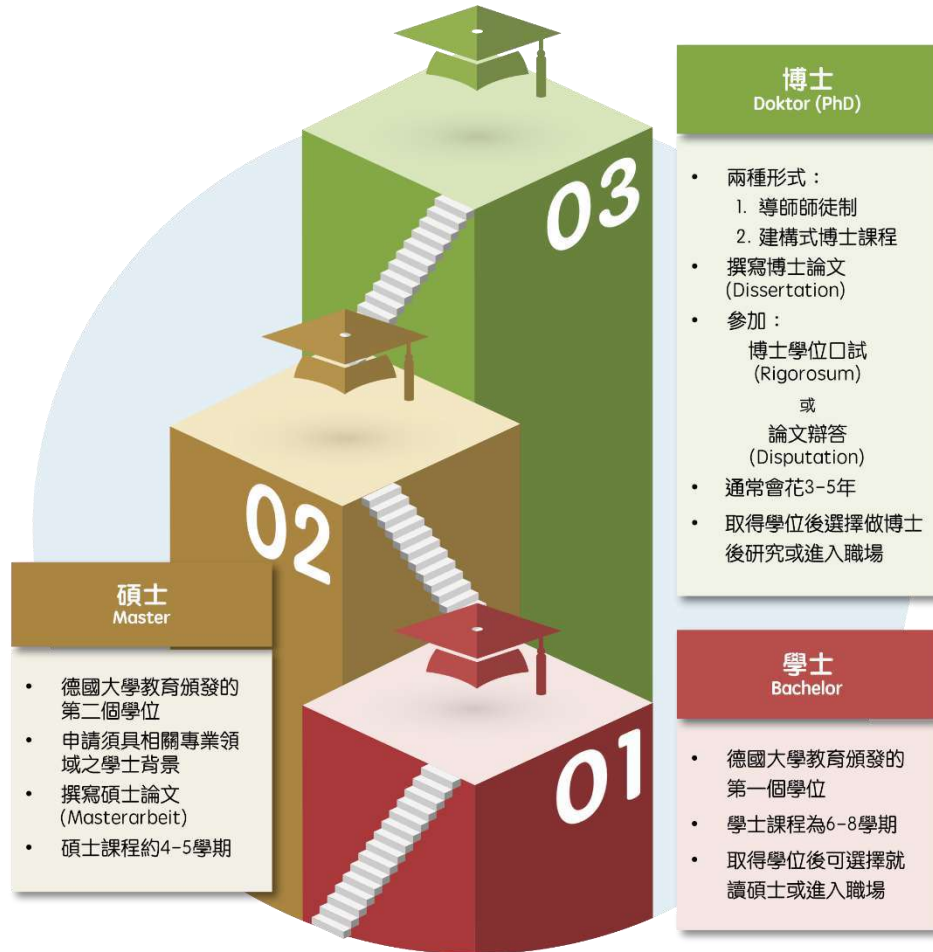 博士
Doktor (PhD)
• 兩種形式：
1. 導師師徒制
2. 建構式博士課程
• 撰寫博士論文
(Dissertation)
• 參加：
博士學位口試
(Rigorosum)
或
論文辯答
(Disputation)
• 通常會花3-5年
• 取得學位後選擇做博士
後研究或進入職場
03
02
碩士
Master
• 德國大學教育頒發的
第二個學位
• 申請須具相關專業領
域之學士背景
• 撰寫碩士論文
(Masterarbeit)
• 碩士課程約4-5學期
01
學士
Bachelor
• 德國大學教育頒發的
第一個學位
• 學士課程為6-8學期
• 取得學位後可選擇就
讀碩士或進入職場